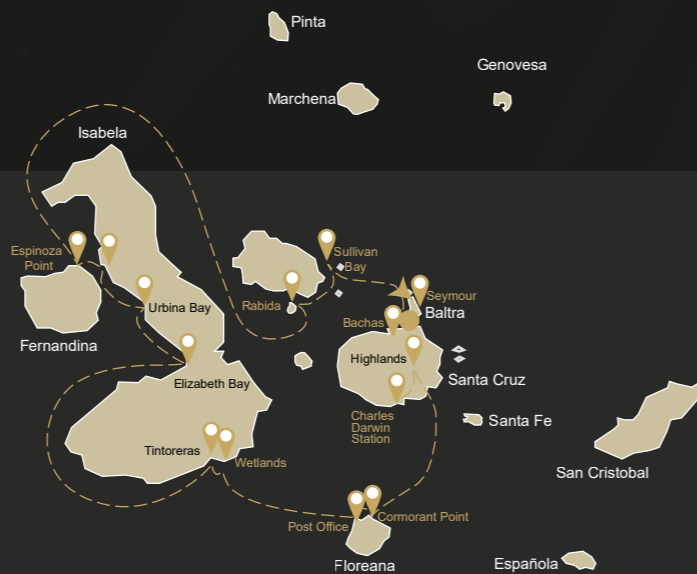 Pinta
Genovesa
Marchena
Isabela
Espinoza
Point
Sullivan
Bay
Seymour
Rabida
Urbina Bay
Baltra
Bachas
Fernandina
Highlands
Elizabeth Bay
Santa Cruz
Charles
Darwin
Station
Santa Fe
Tintoreras
Wetlands
San Cristobal
Post Office
Cormorant Point
Floreana
Española